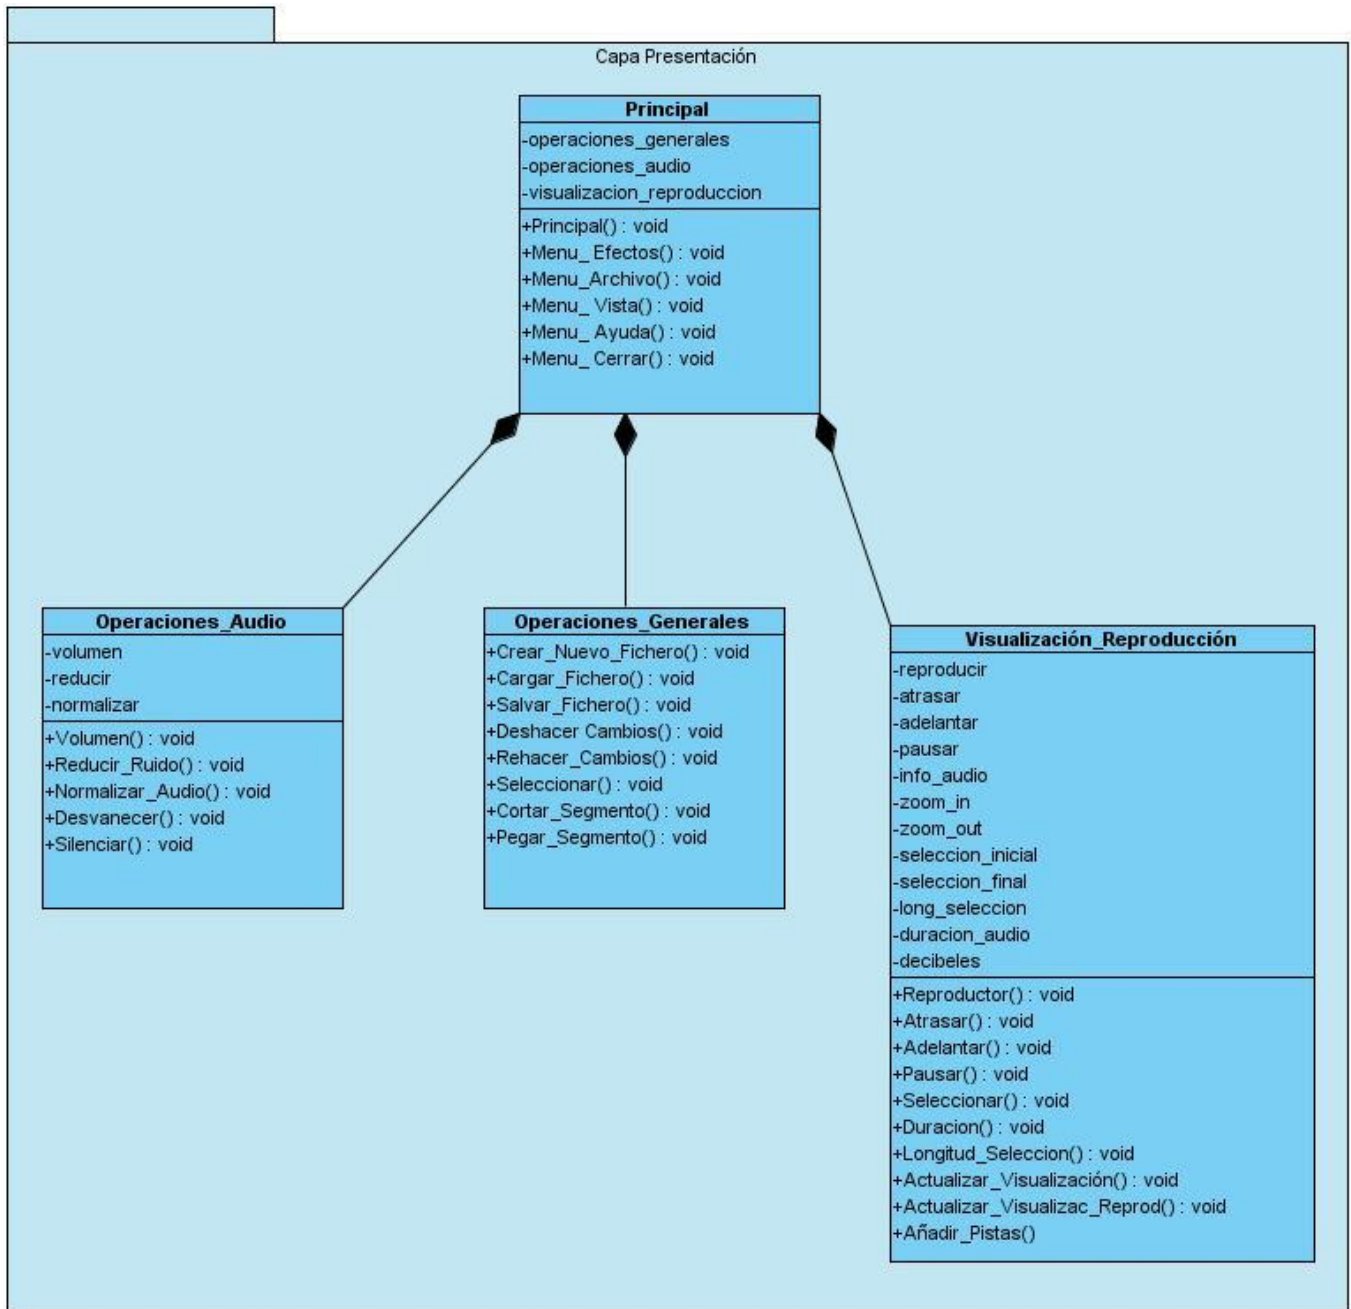 Capa Presentación
Principal
-operaciones_generales
-operaciones_audio
-visualizacion_reproduccion
+Principal() : void
+Menu_ Efectos() : void
+Menu_Archivo() : void
+Menu_ Vista() : void
+Menu_ Ayuda() : void
+Menu_ Cerrar() : void
Operaciones_Audio
-volumen
-reducir
-normalizar
+Volumen() : void
+Reducir_Ruido() : void
+Normalizar_Audio() : void
+Desvanecer() : void
+Silenciar() : void
Operaciones_Generales
+Crear_Nuevo_Fichero() : void
+Cargar_Fichero() : void
+Salvar_Fichero() : void
+Deshacer Cambios() : void
+Rehacer_Cambios() : void
+Seleccionar() : void
+Cortar_Segmento() : void
+Pegar_Segmento() : void
Visualización_Reproducción
-reproducir
-atrasar
-adelantar
-pausar
-info_audio
-zoom_in
-zoom_out
-seleccion_inicial
-seleccion_final
-long_seleccion
-duracion_audio
-decibeles
+Reproductor() : void
+Atrasar() : void
+Adelantar() : void
+Pausar() : void
+Seleccionar() : void
+Duracion() : void
+Longitud_Seleccion() : void
+Actualizar_Visualización() : void
+Actualizar_Visualizac_Reprod() : void
+Añadir_Pistas()